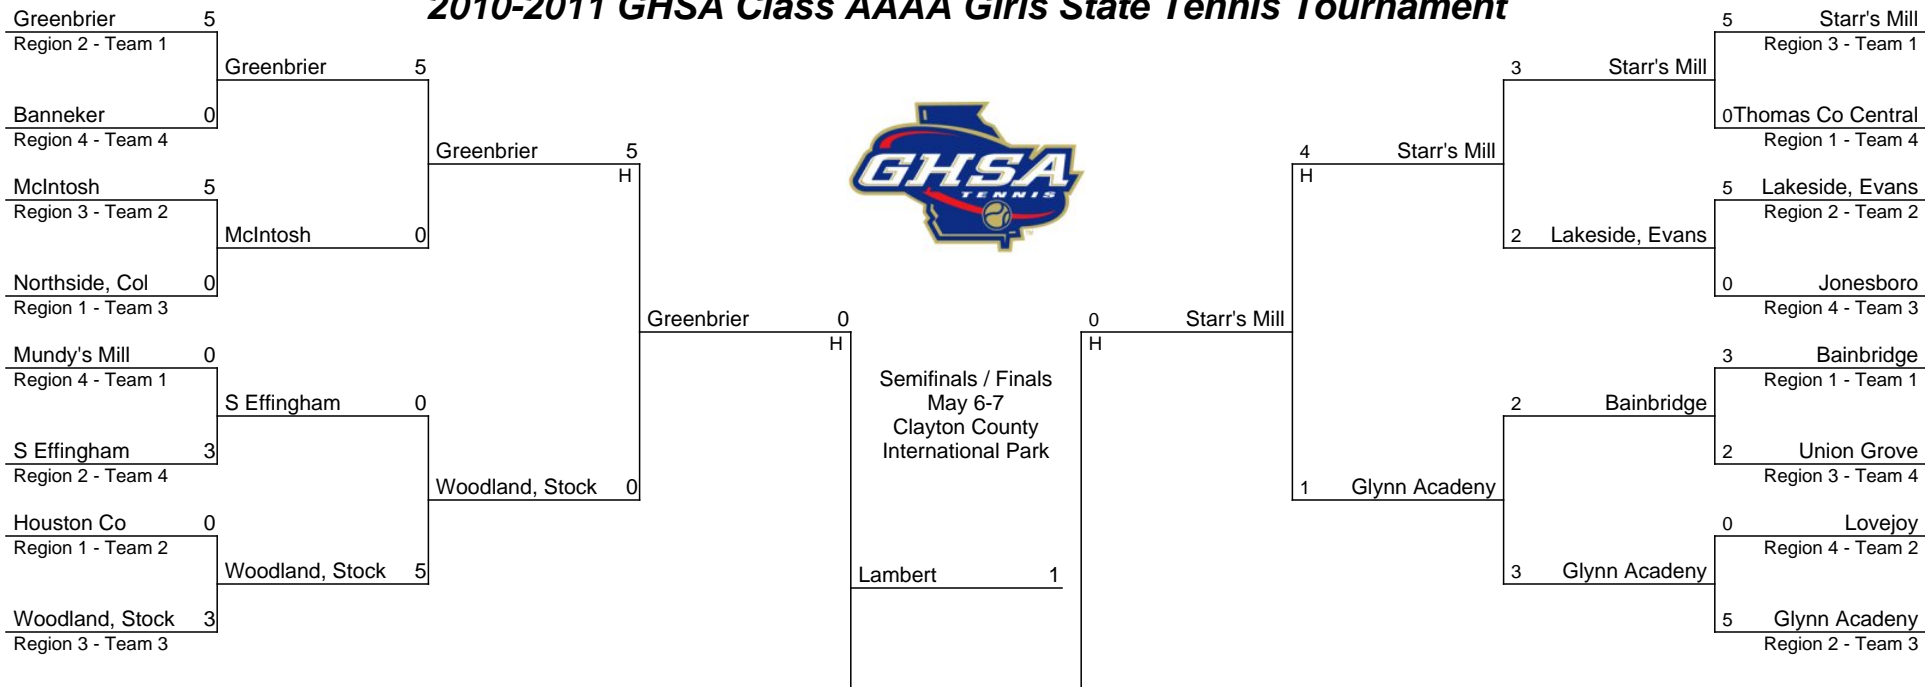 2010-2011 GHSA Class AAAA Girls State Tennis Tournament
Greenbrier 5
Region 2 - Team 1
Banneker 0
Region 4 - Team 4
McIntosh 5
Region 3 - Team 2
Northside, Col 0
Region 1 - Team 3
Mundy's Mill 0
Region 4 - Team 1
S Effingham 3
Region 2 - Team 4
Houston Co 0
Region 1 - Team 2
Woodland, Stock 3
Region 3 - Team 3
Greenbrier 5
McIntosh 0
S Effingham 0
Woodland, Stock 5
Greenbrier 5
H
Woodland, Stock 0
Greenbrier 0
H
GHSA
TENNIS
Semifinals / Finals
May 6-7
Clayton County
International Park
Lambert 1
0 Starr's Mill
H
4 Starr's Mill
H
1 Glynn Acadeny
3 Starr's Mill
2 Lakeside, Evans
2 Bainbridge
3 Glynn Acadeny
5 Starr's Mill
Region 3 - Team 1
0 Thomas Co Central
Region 1 - Team 4
5 Lakeside, Evans
Region 2 - Team 2
0 Jonesboro
Region 4 - Team 3
3 Bainbridge
Region 1 - Team 1
2 Union Grove
Region 3 - Team 4
0 Lovejoy
Region 4 - Team 2
5 Glynn Acadeny
Region 2 - Team 3